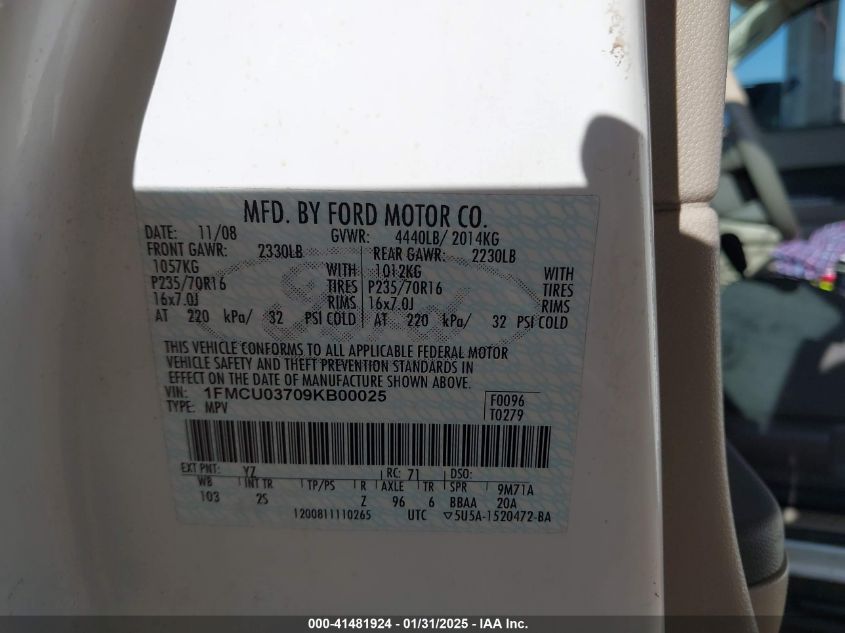 MFD. BY FORD MOTOR CO.
DATE: 11/08 GVWR: 4440LB/ 2014KG
FRONT GAWR: 2330LB REAR GAWR: 2230LB
1057KG WITH 1012KG WITH
P235/70R16 TIRES P235/70R16 TIRES
16x7.0J RIMS 16x7.0J RIMS
AT 220 kPa/ 32 PSI COLD AT 220 kPa/ 32 PSI COLD
THIS VEHICLE CONFORMS TO ALL APPLICABLE FEDERAL MOTOR
VEHICLE SAFETY AND THEFT PREVENTION STANDARDS IN
EFFECT ON THE DATE OF MANUFACTURE SHOWN ABOVE.
VIN: 1FMCU03709KB00025 F0096
TYPE: MPV T0279
EXT PNT: YZ RC: 71 DSO:
WB INT TR TP/PS R AXLE TR SPR 9M71A
103 2S Z 96 6 BBAA 20A
1200811110265 UTC ▽5U5A-1520472-BA
000-41481924 - 01/31/2025 - © IAA, Inc.